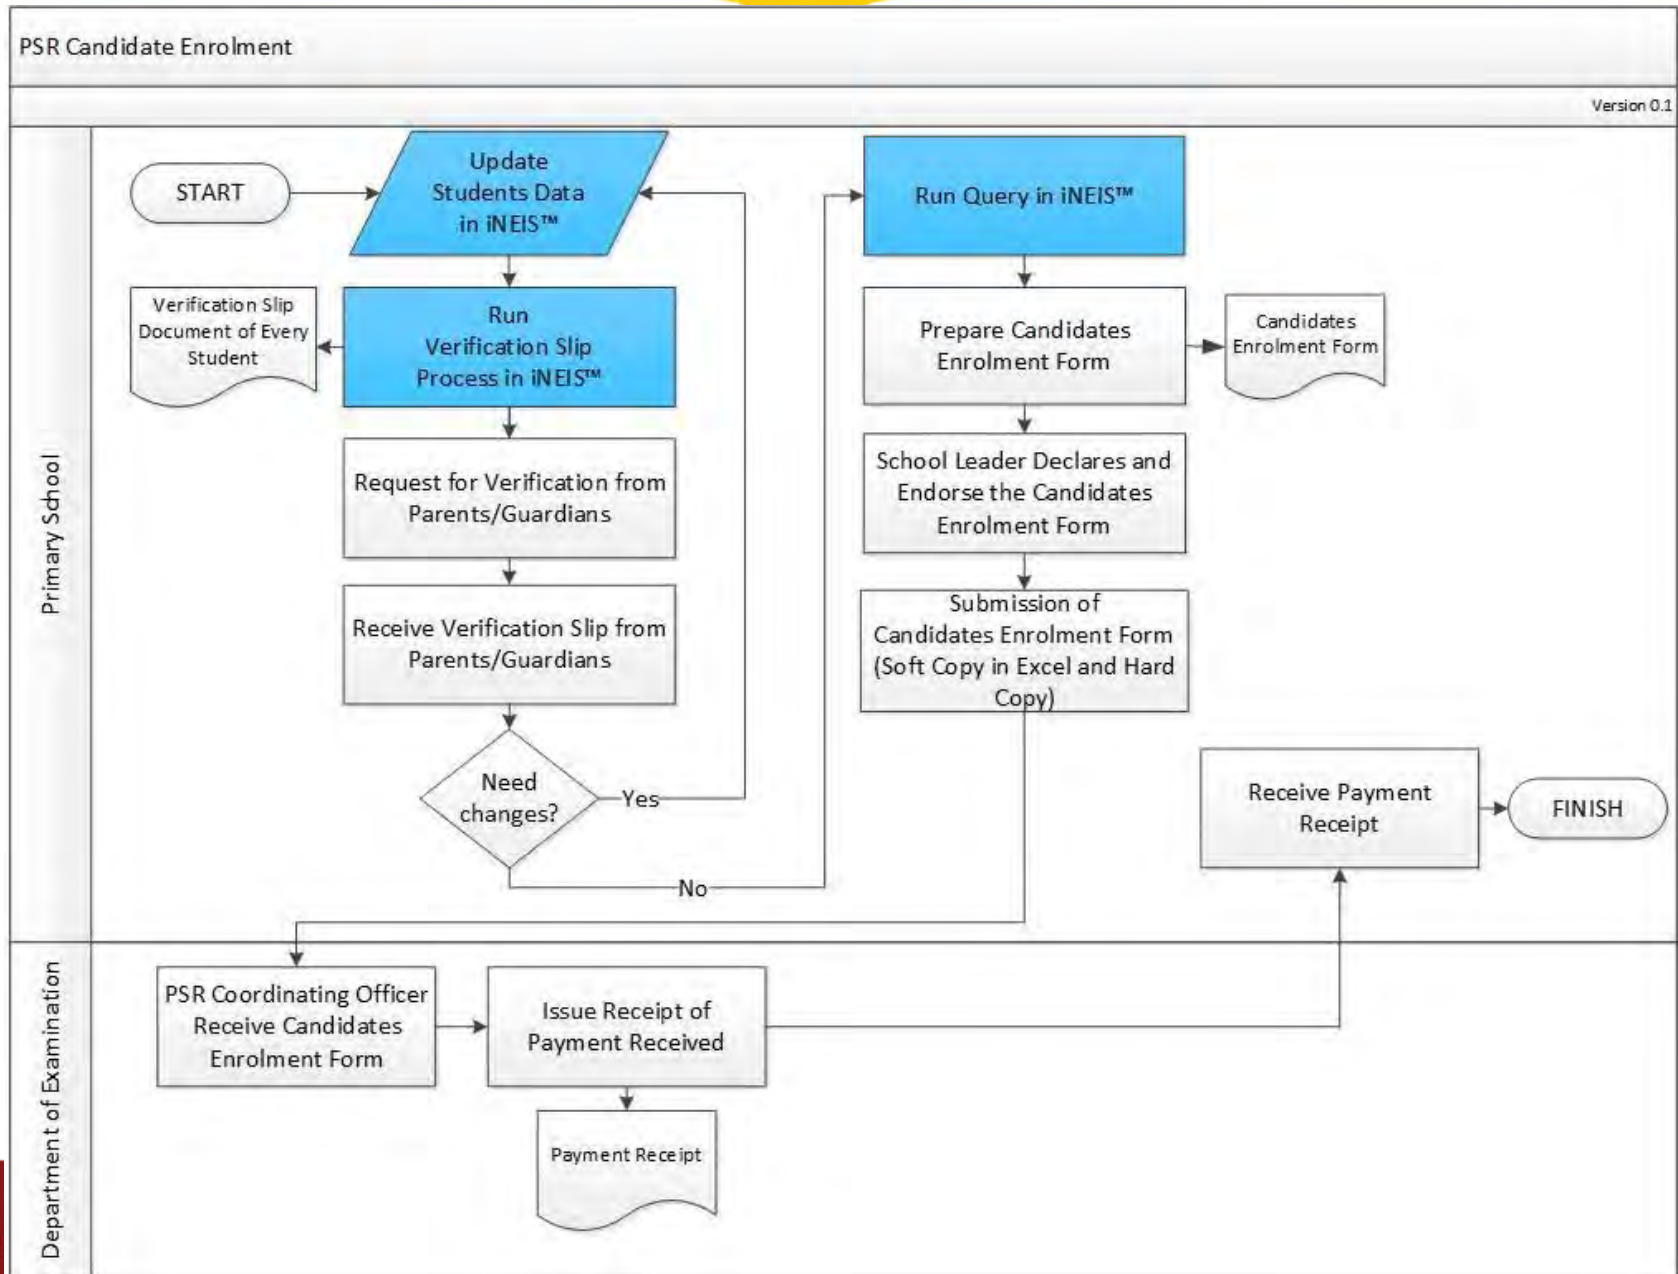 PSR Candidate Enrolment
Version 0.1
Primary School
START
Update
Students Data
in iNEIS™
Verification Slip
Document of Every
Student
Run
Verification Slip
Process in iNEIS™
Request for Verification from
Parents/Guardians
Receive Verification Slip from
Parents/Guardians
Need
changes?
Yes
No
Run Query in iNEIS™
Prepare Candidates
Enrolment Form
Candidates
Enrolment Form
School Leader Declares and
Endorse the Candidates
Enrolment Form
Submission of
Candidates Enrolment Form
(Soft Copy in Excel and Hard
Copy)
Receive Payment
Receipt
FINISH
Department of Examination
PSR Coordinating Officer
Receive Candidates
Enrolment Form
Issue Receipt of
Payment Received
Payment Receipt